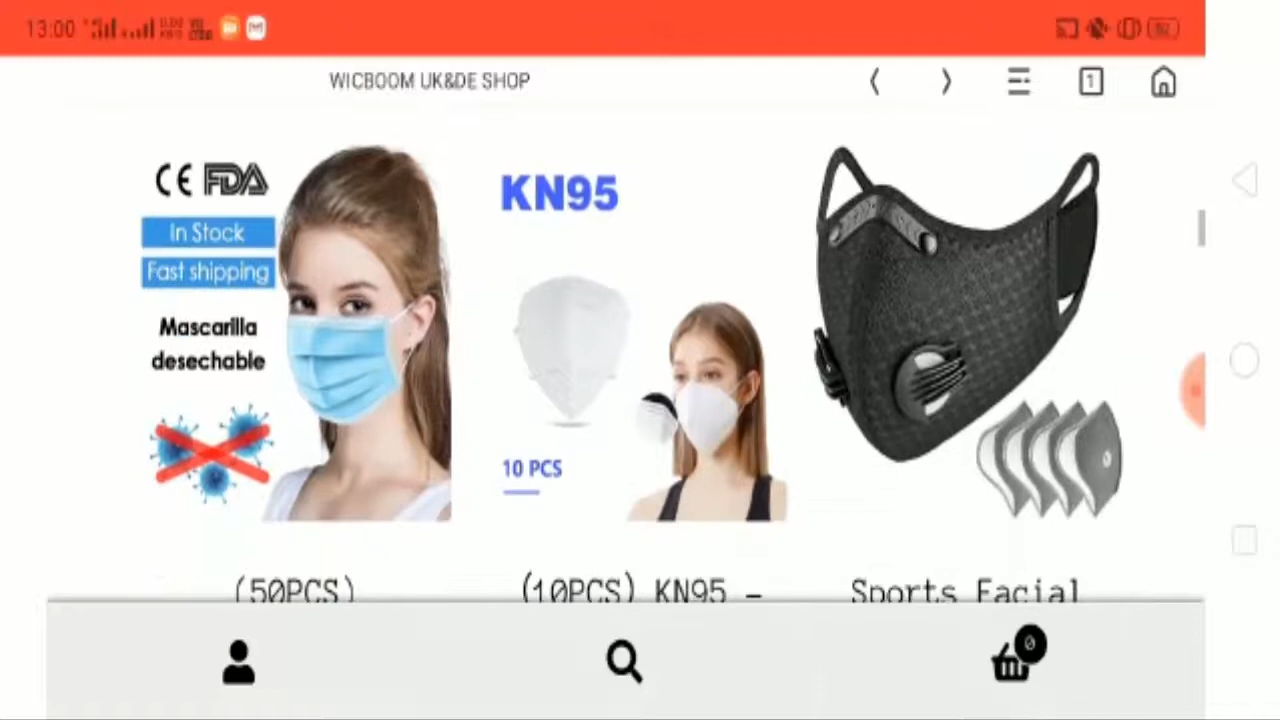 13:00
WICBOOM UK&DE SHOP
1
CE FDA
In Stock
Fast shipping
Mascarilla
desechable
KN95
10 PCS
(50PCS)
(10PCS) KN95 –
Sports Facial
0